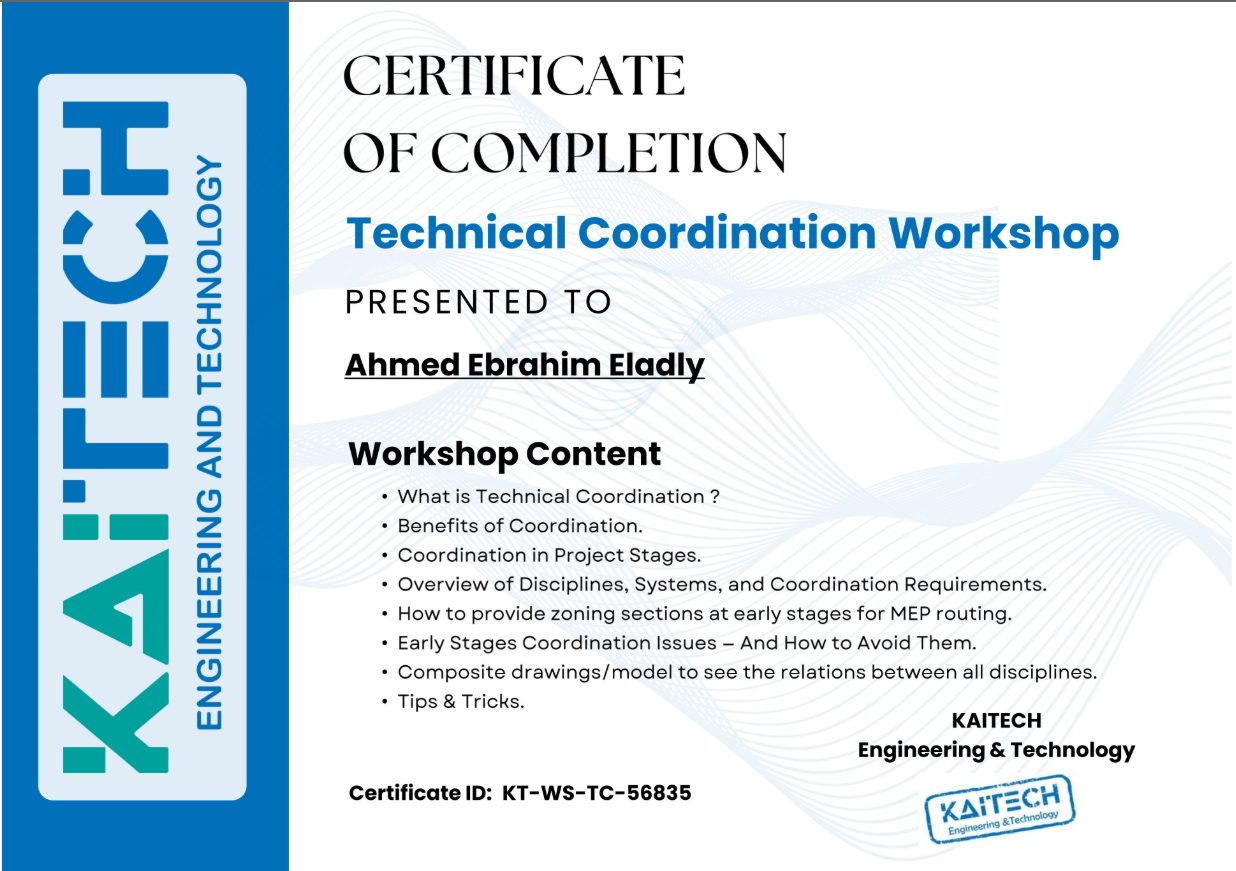 KAITECH
ENGINEERING AND TECHNOLOGY
CERTIFICATE
OF COMPLETION
Technical Coordination Workshop
PRESENTED TO
Ahmed Ebrahim Eladly
Workshop Content
• What is Technical Coordination ?
• Benefits of Coordination.
• Coordination in Project Stages.
• Overview of Disciplines, Systems, and Coordination Requirements.
• How to provide zoning sections at early stages for MEP routing.
• Early Stages Coordination Issues – And How to Avoid Them.
• Composite drawings/model to see the relations between all disciplines.
• Tips & Tricks.
KAITECH
Engineering & Technology
Certificate ID: KT-WS-TC-56835
KAITECH
Engineering &Technology